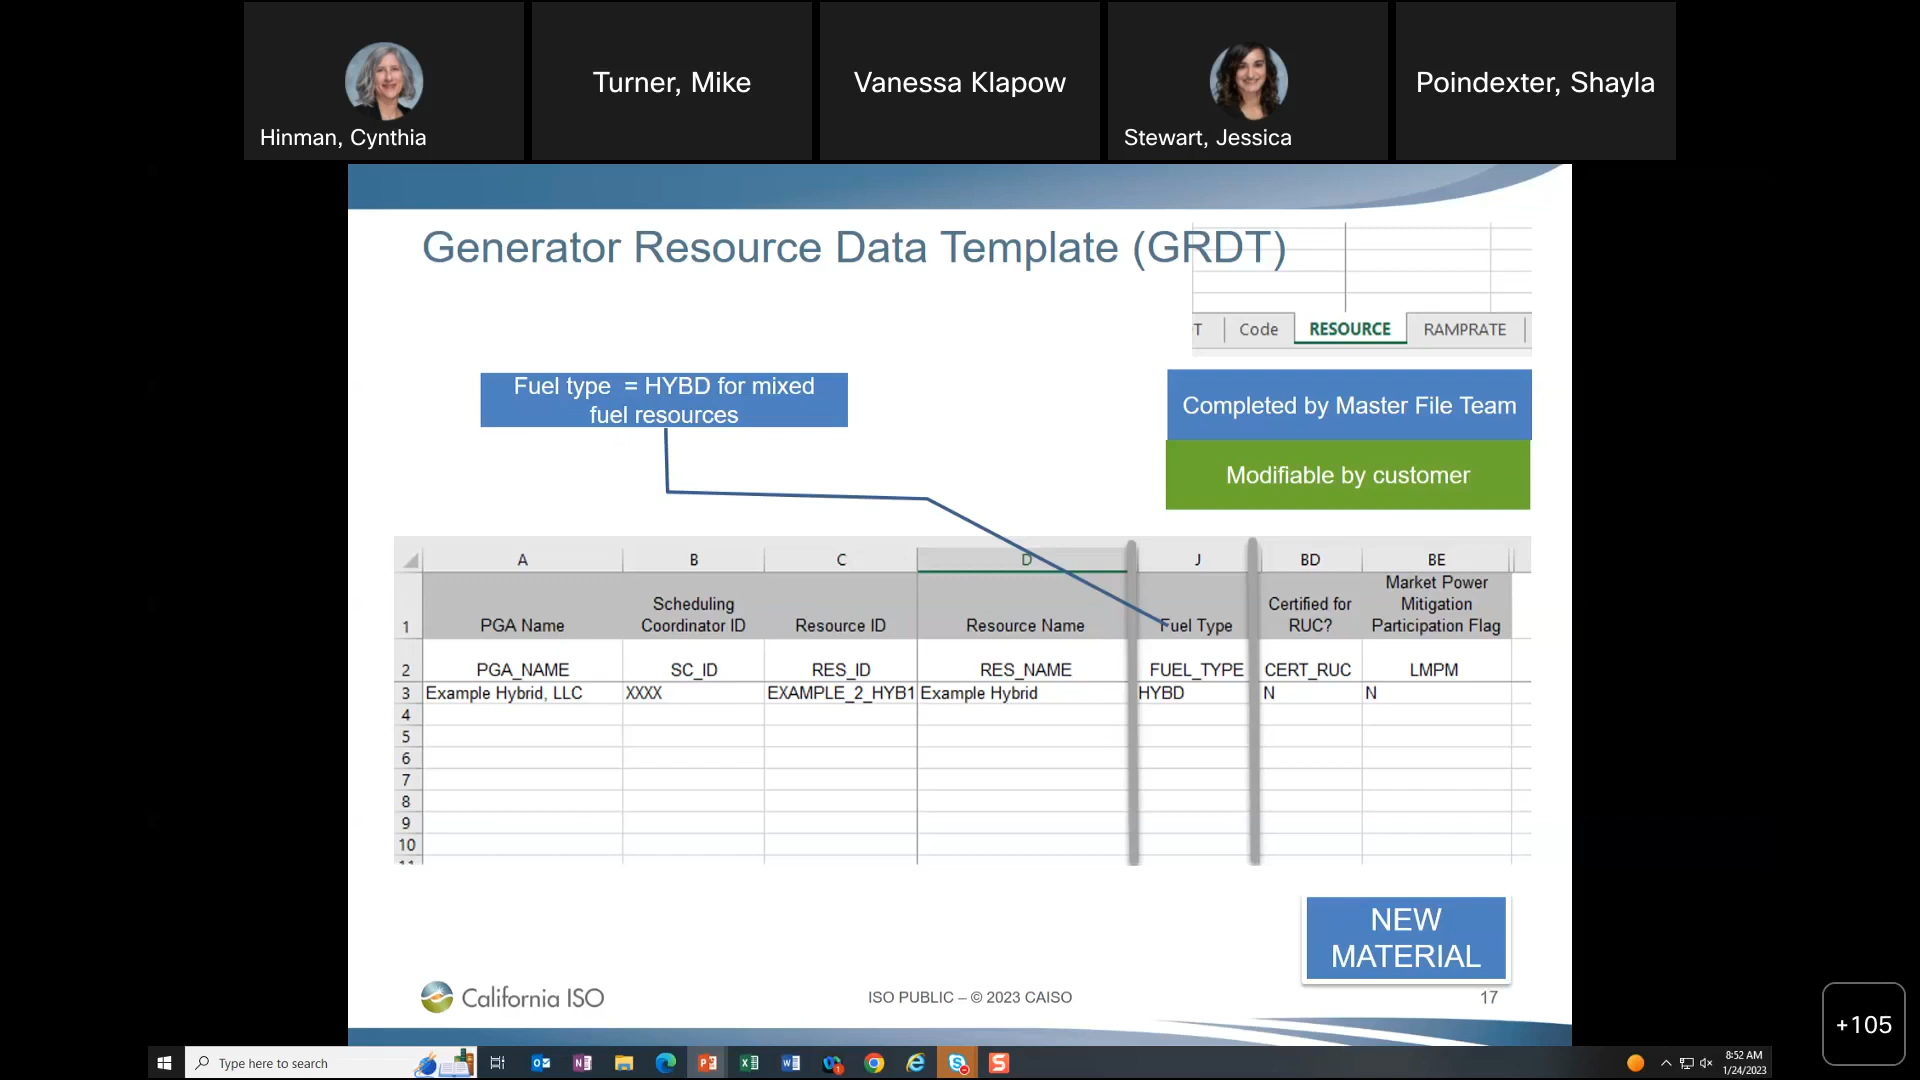 Hinman, Cynthia
Turner, Mike
Vanessa Klapow
Stewart, Jessica
Poindexter, Shayla
Generator Resource Data Template (GRDT)
T Code RESOURCE RAMPRATE
Fuel type = HYBD for mixed
fuel resources
Completed by Master File Team
Modifiable by customer
A B C D J BD BE
1 PGA Name Scheduling Coordinator ID Resource ID Resource Name Fuel Type Certified for RUC? Market Power Mitigation Participation Flag
2 PGA_NAME SC_ID RES_ID RES_NAME FUEL_TYPE CERT_RUC LMPM
3 Example Hybrid, LLC XXXX EXAMPLE_2_HYB1 Example Hybrid HYBD N N
4
5
6
7
8
9
10
11
NEW
MATERIAL
California ISO
ISO PUBLIC – © 2023 CAISO
17
+105
Type here to search
8:52 AM
1/24/2023